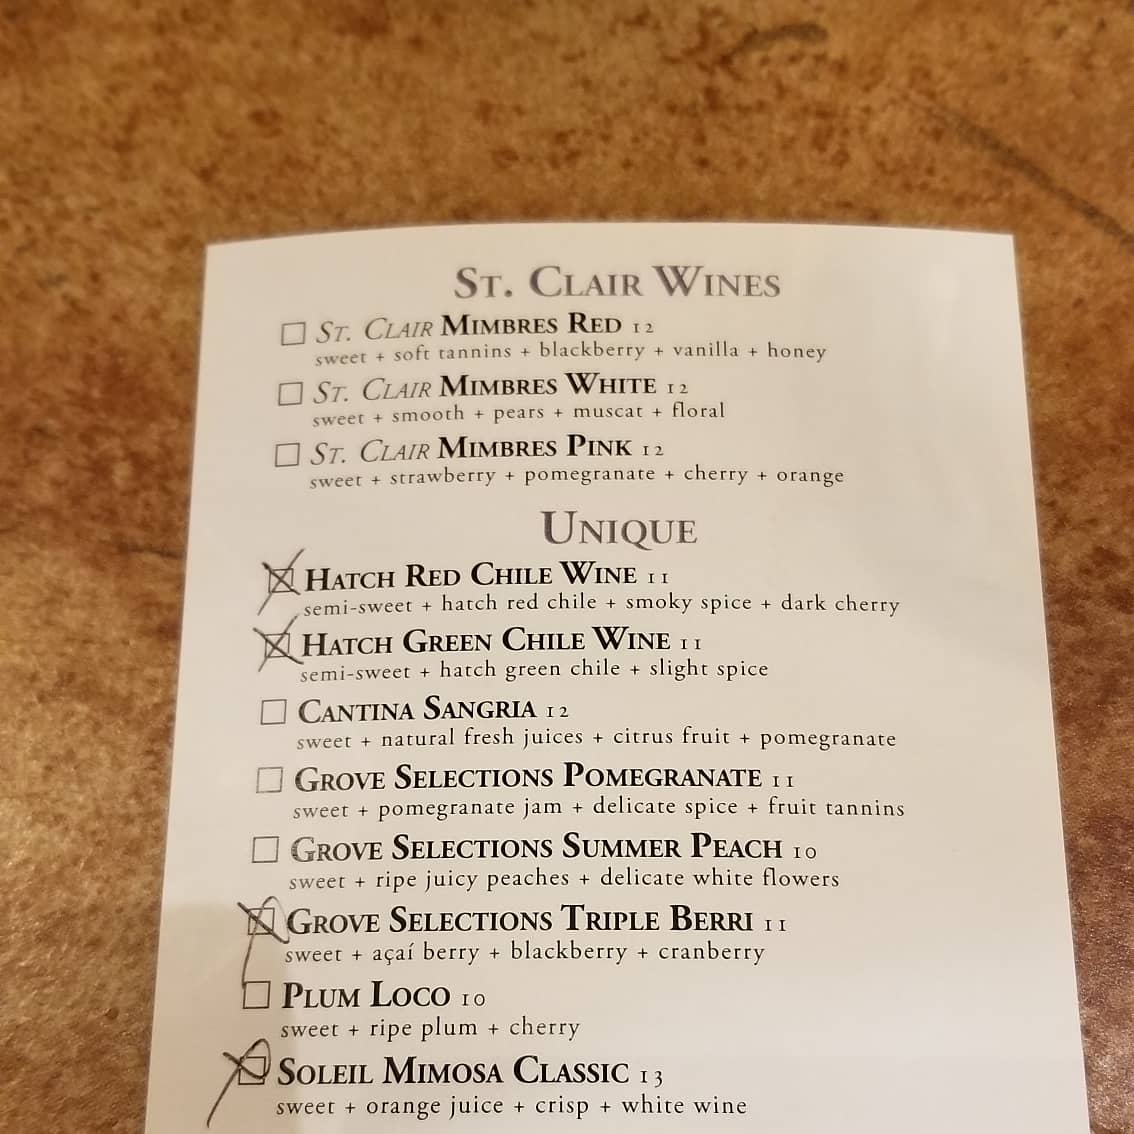 St. Clair Wines
St. Clair Mimbres Red 12
sweet + soft tannins + blackberry + vanilla + honey
St. Clair Mimbres White 12
sweet + smooth + pears + muscat + floral
St. Clair Mimbres Pink 12
sweet + strawberry + pomegranate + cherry + orange
Unique
Hatch Red Chile Wine 11
semi-sweet + hatch red chile + smoky spice + dark cherry
Hatch Green Chile Wine 11
semi-sweet + hatch green chile + slight spice
Cantina Sangria 12
sweet + natural fresh juices + citrus fruit + pomegranate
Grove Selections Pomegranate 11
sweet + pomegranate jam + delicate spice + fruit tannins
Grove Selections Summer Peach 10
sweet + ripe juicy peaches + delicate white flowers
Grove Selections Triple Berri 11
sweet + açaí berry + blackberry + cranberry
Plum Loco 10
sweet + ripe plum + cherry
Soleil Mimosa Classic 13
sweet + orange juice + crisp + white wine